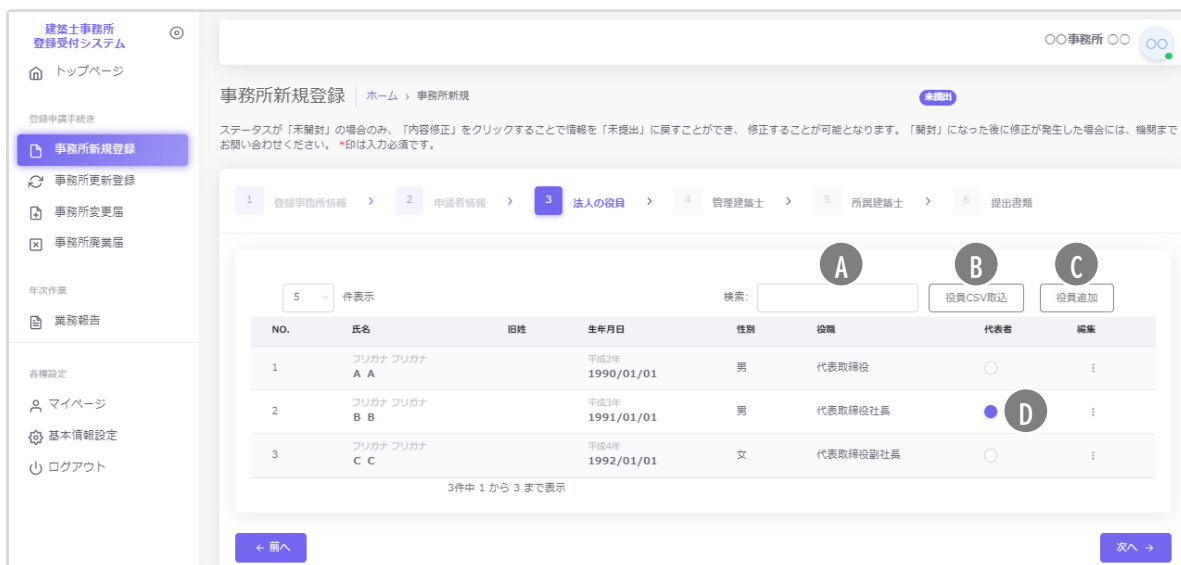 建築士事務所
登録受付システム
トップページ
登録申請手続き
事務所新規登録
事務所更新登録
事務所変更届
事務所廃業届
年次作業
業務報告
各種設定
マイページ
基本情報設定
ログアウト
〇〇事務所 〇〇
〇〇
事務所新規登録 ホーム › 事務所新規
未提出
ステータスが「未開封」の場合のみ、「内容修正」をクリックすることで情報を「未提出」に戻すことができ、 修正することが可能となります。「開封」になった後に修正が発生した場合には、機関まで
お問い合わせください。 *印は入力必須です。
1 登録事務所情報 › 2 申請者情報 › 3 法人の役員 › 4 管理建築士 › 5 所属建築士 › 6 提出書類
A B C
5 件表示 検索: 役員CSV取込 役員追加
NO. 氏名 旧姓 生年月日 性別 役職 代表者 編集
フリガナ フリガナ 平成2年
1 A A 1990/01/01 男 代表取締役
フリガナ フリガナ 平成3年
2 B B 1991/01/01 男 代表取締役社長 D
フリガナ フリガナ 平成4年
3 C C 1992/01/01 女 代表取締役副社長
3件中 1 から 3 まで表示
← 前へ
次へ →